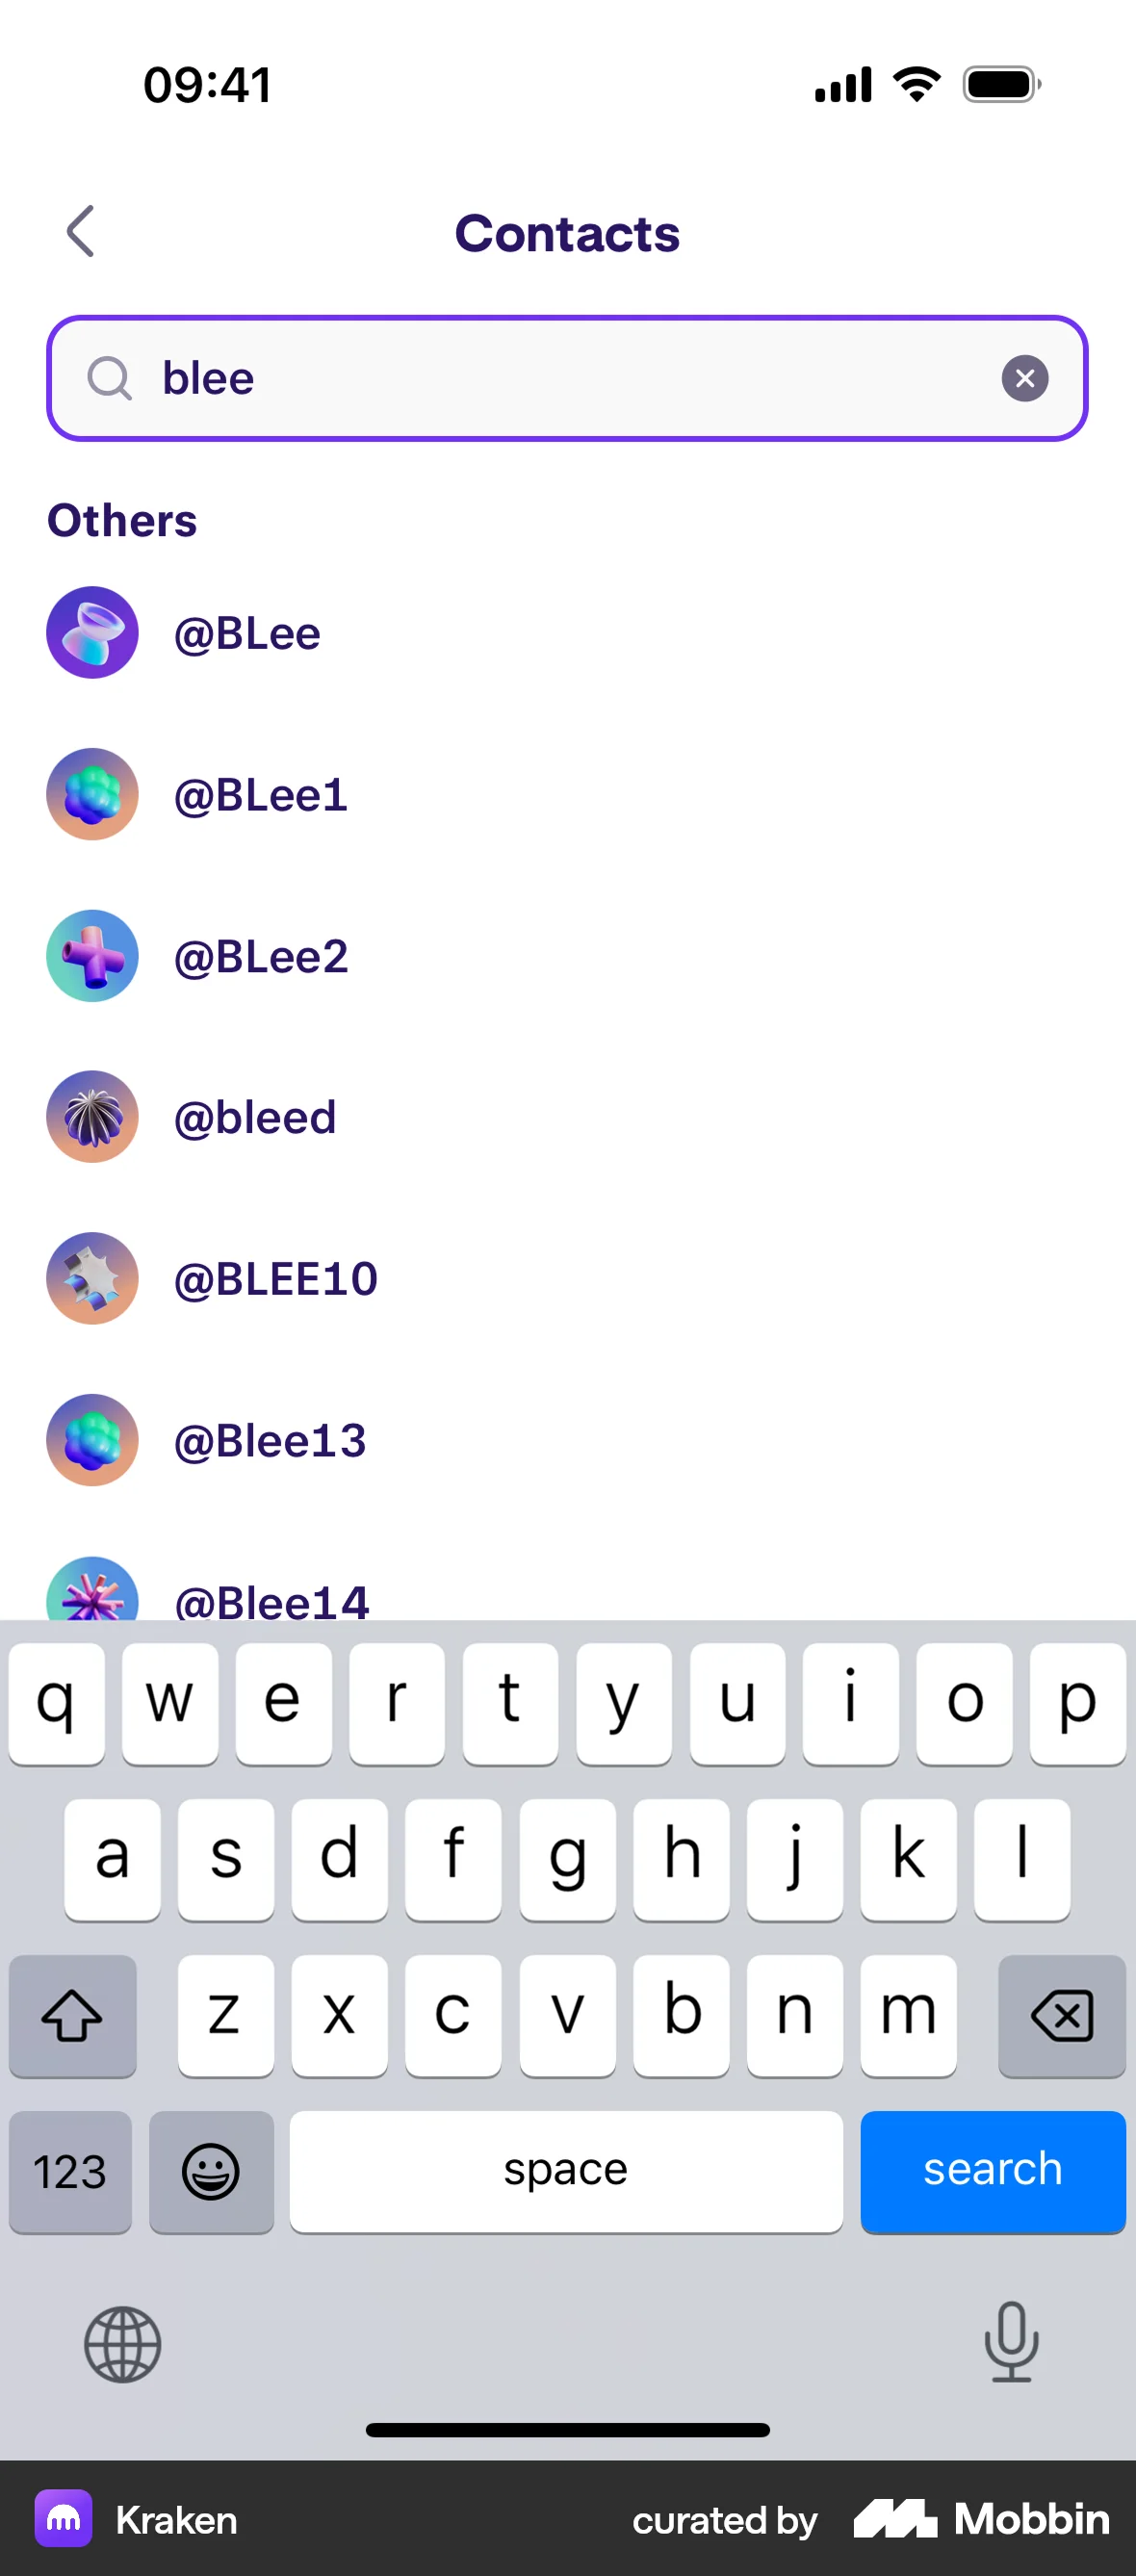 09:41
Contacts
blee
Others
@BLee
@BLee1
@BLee2
@bleed
@BLEE10
@Blee13
@Blee14
q w e r t y u i o p
a s d f g h j k l
z x c v b n m
123 space search
Kraken curated by Mobbin